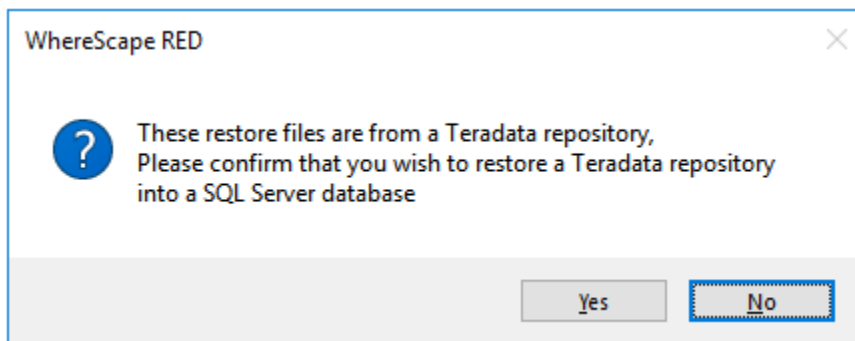 WhereScape RED
?
These restore files are from a Teradata repository,
Please confirm that you wish to restore a Teradata repository
into a SQL Server database
Yes
No